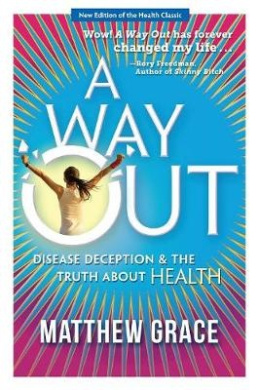 New Edition of the Health Classic
Wow! A Way Out has forever
changed my life . . .
—Rory Freedman,
Author of Skinny Bitch
A
WAY
OUT
DISEASE DECEPTION & THE
TRUTH ABOUT HEALTH
MATTHEW GRACE